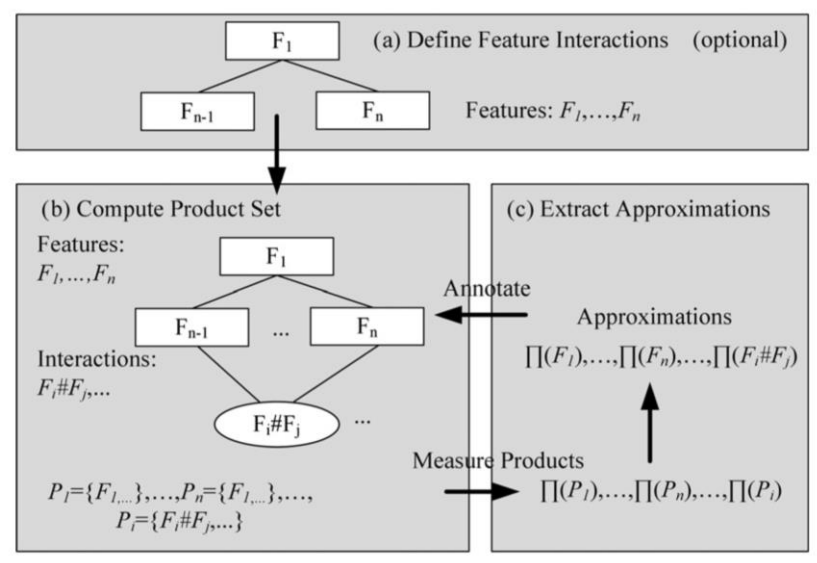 F₁
(a) Define Feature Interactions (optional)
Fₙ₋₁
Fₙ
Features: F₁,...,Fₙ
(b) Compute Product Set
Features:
F₁,...,Fₙ
F₁
Fₙ₋₁
...
Fₙ
Interactions:
Fᵢ#Fⱼ,...
Fᵢ#Fⱼ
...
P₁={F₁,...},...,Pₙ={F₁,...},...,
Pᵢ={Fᵢ#Fⱼ,...}
Annotate
Measure Products
(c) Extract Approximations
Approximations
∏(F₁),...,∏(Fₙ),...,∏(Fᵢ#Fⱼ)
∏(P₁),...,∏(Pₙ),...,∏(Pᵢ)